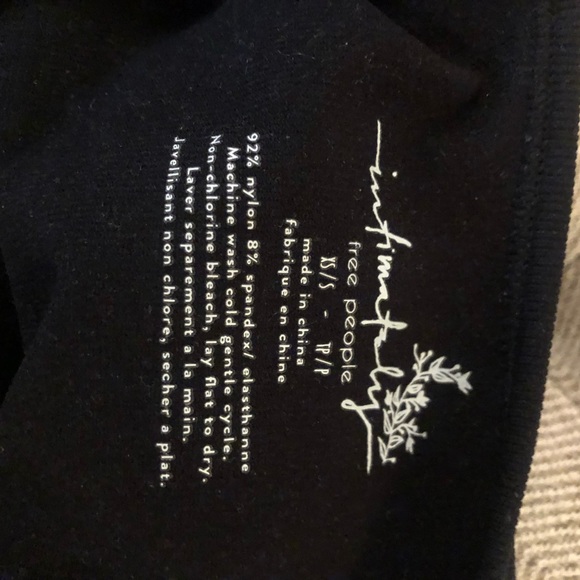 intimately
free people
XS/S - TP/P
made in china
fabrique en chine
92% nylon 8% spandex/ elasthanne
Machine wash cold gentle cycle.
Non-chlorine bleach, lay flat to dry.
Laver separement a la main.
Javellisant non chlore, secher a plat.